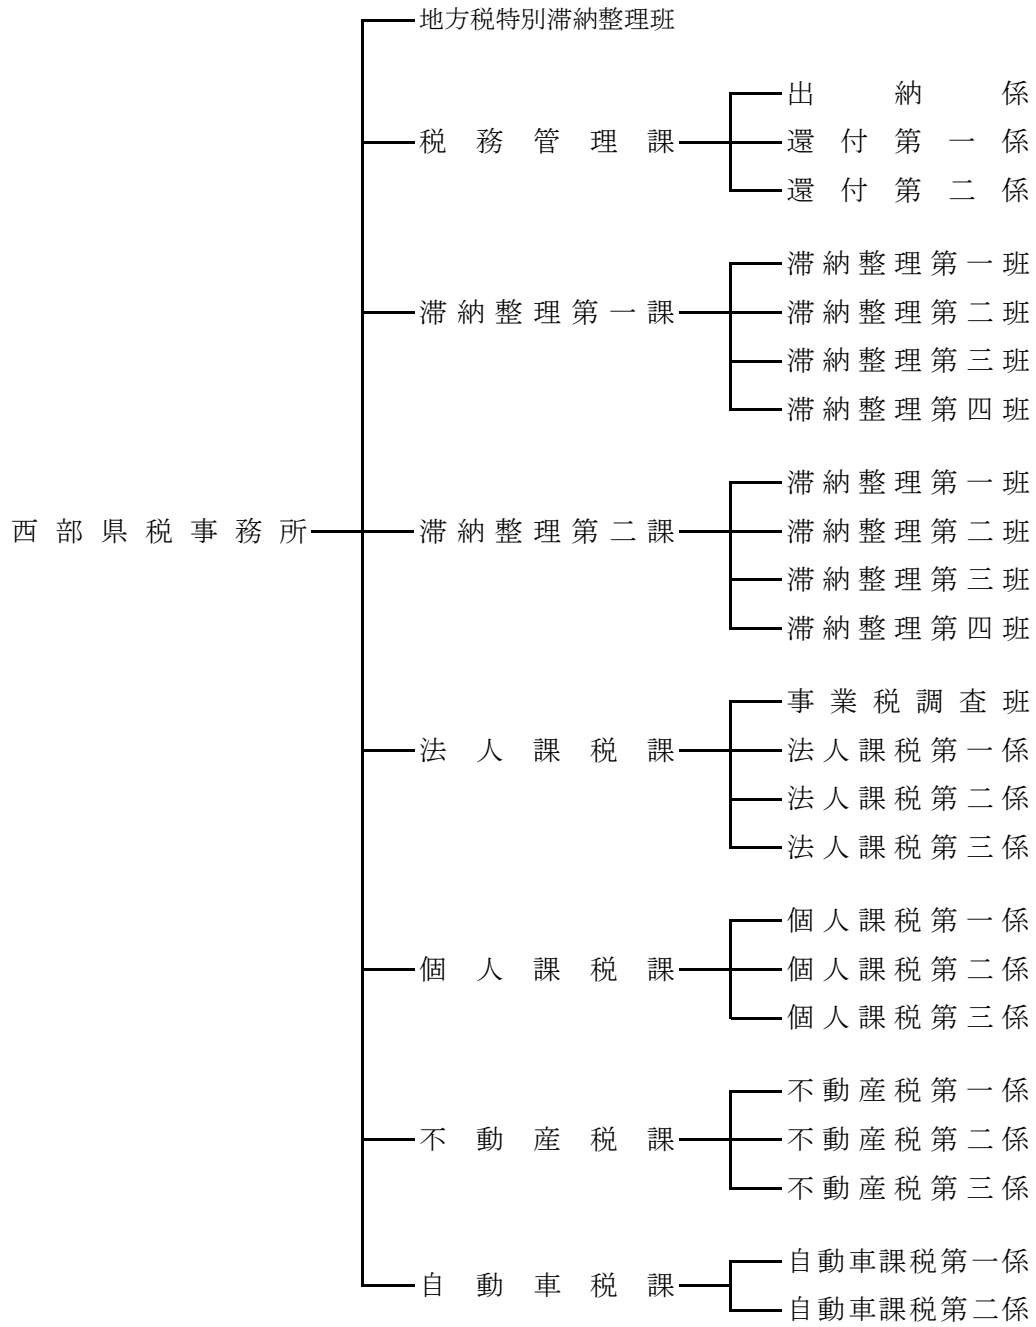 地方税特別滞納整理班
税務管理課
出納係
還付第一係
還付第二係
滞納整理第一課
滞納整理第一班
滞納整理第二班
滞納整理第三班
滞納整理第四班
西部県税事務所
滞納整理第二課
滞納整理第一班
滞納整理第二班
滞納整理第三班
滞納整理第四班
法人課税課
事業税調査班
法人課税第一係
法人課税第二係
法人課税第三係
個人課税課
個人課税第一係
個人課税第二係
個人課税第三係
不動産税課
不動産税第一係
不動産税第二係
不動産税第三係
自動車税課
自動車課税第一係
自動車課税第二係